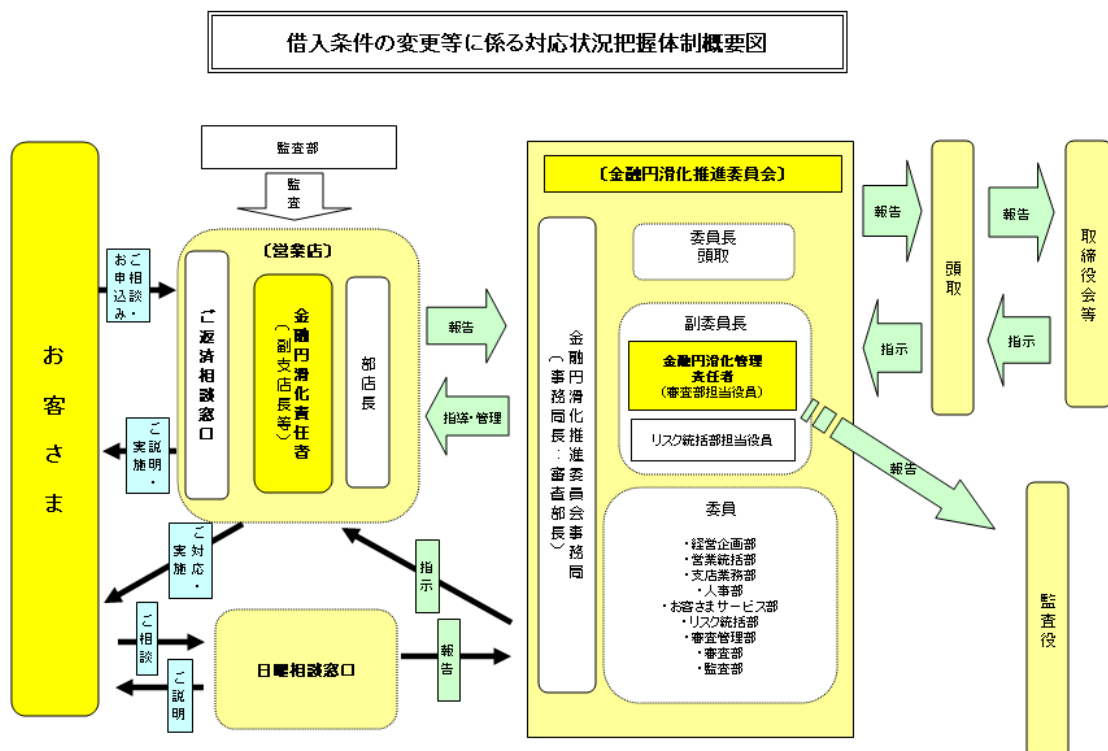 借入条件の変更等に係る対応状況把握体制概要図
監査部
監査
お客さま
ご相談・
お申込み
ご説明・
実施
ご対応・
実施
ご相談
ご説明
〔営業店〕
ご返済相談窓口
金融円滑化責任者
(副支店長等)
部店長
報告
指導・管理
指示
日曜相談窓口
報告
〔金融円滑化推進委員会〕
金融円滑化推進委員会事務局
(事務局長:審査部長)
委員長
頭取
副委員長
金融円滑化管理
責任者
(審査部担当役員)
リスク統括部担当役員
委員
・経営企画部
・営業統括部
・支店業務部
・人事部
・お客さまサービス部
・リスク統括部
・審査管理部
・審査部
・監査部
報告
指示
頭取
報告
指示
取締役会等
報告
監査役